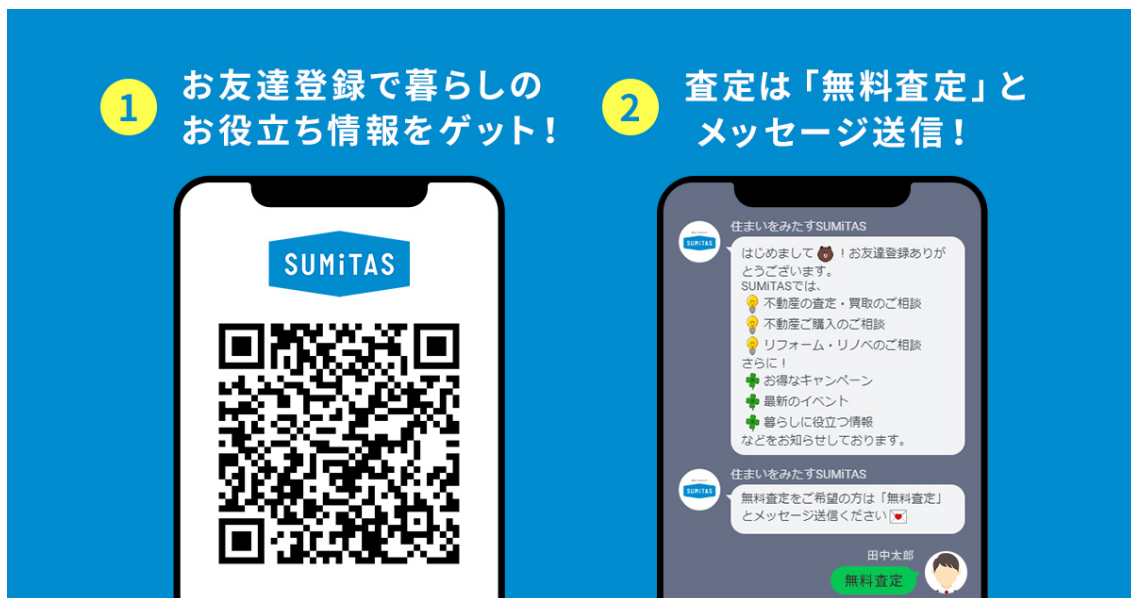 1
お友達登録で暮らしの
お役立ち情報をゲット！
2
査定は「無料査定」と
メッセージ送信！
SUMiTAS
SUMiTAS
住まいをみたすSUMiTAS
はじめまして！お友達登録ありが
とうございます。
SUMiTASでは、
不動産の査定・買取のご相談
不動産ご購入のご相談
リフォーム・リノベのご相談
さらに！
お得なキャンペーン
最新のイベント
暮らしに役立つ情報
などをお知らせしております。
SUMiTAS
住まいをみたすSUMiTAS
無料査定をご希望の方は「無料査定」
とメッセージ送信ください
田中太郎
無料査定